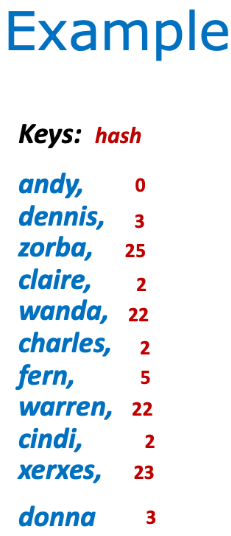 Example
Keys: hash
andy, 0
dennis, 3
zorba, 25
claire, 2
wanda, 22
charles, 2
fern, 5
warren, 22
cindi, 2
xerxes, 23
donna 3